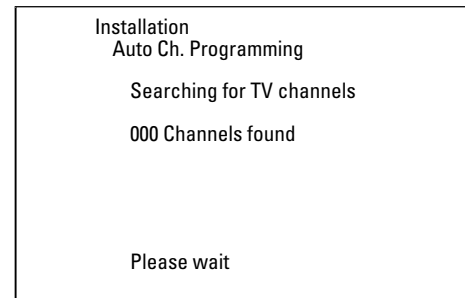 Installation
Auto Ch. Programming
Searching for TV channels
000 Channels found
Please wait